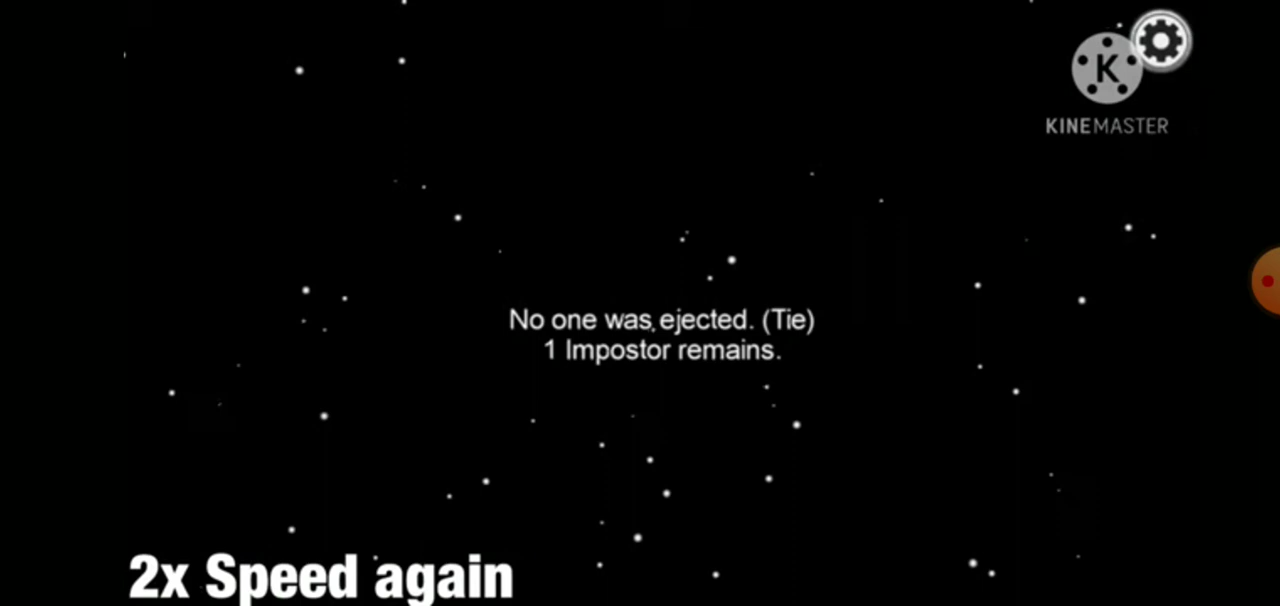 K
KINEMASTER
No one was ejected. (Tie)
1 Impostor remains.
2x Speed again